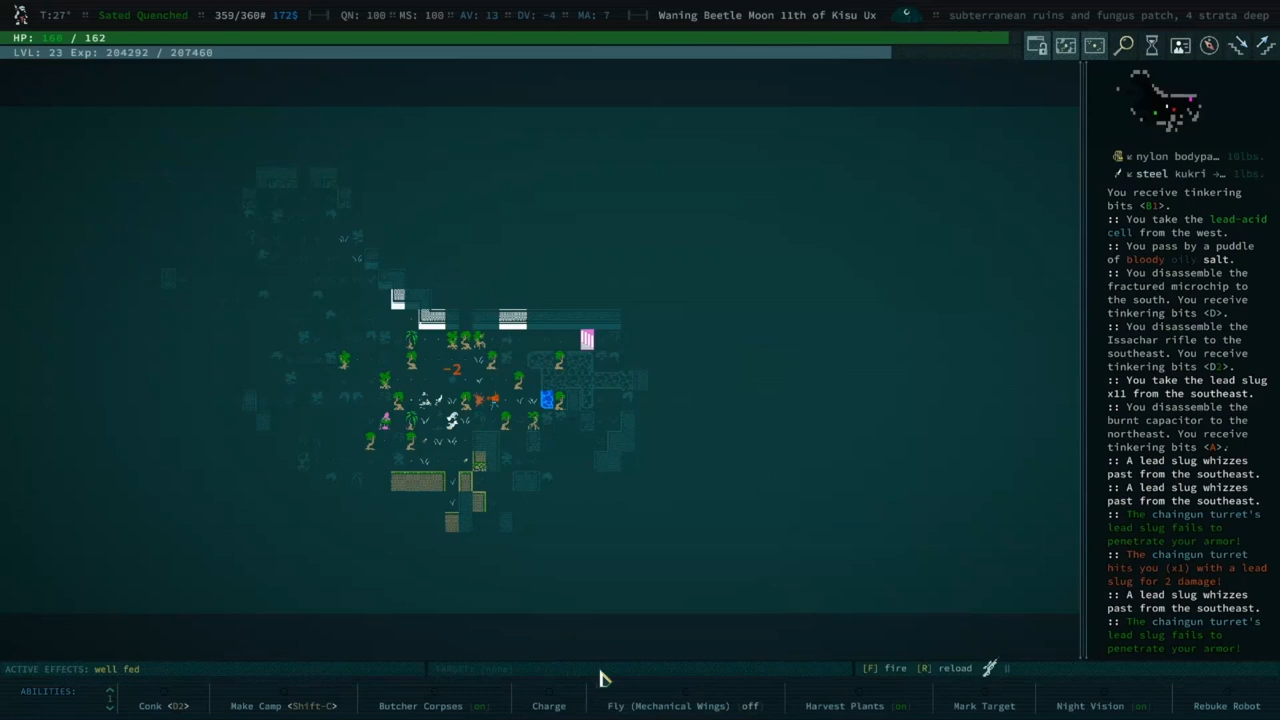 T:27° Sated Quenched :: 359/360# 172$ QN: 100 :: MS: 100 :: AV: 13 :: DV: -4 :: MA: 7 Waning Beetle Moon 11th of Kisu Ux :: subterranean ruins and fungus patch, 4 strata deep
HP: 160 / 162
LVL: 23 Exp: 204292 / 207460
nylon bodypa… 10lbs.
steel kukri →… 1lbs.
You receive tinkering
bits <B1>.
:: You take the lead-acid
cell from the west.
:: You pass by a puddle
of bloody oily salt.
:: You disassemble the
fractured microchip to
the south. You receive
tinkering bits <D>.
:: You disassemble the
Issachar rifle to the
southeast. You receive
tinkering bits <D2>.
:: You take the lead slug
x11 from the southeast.
:: You disassemble the
burnt capacitor to the
northeast. You receive
tinkering bits <A>.
:: A lead slug whizzes
past from the southeast.
:: A lead slug whizzes
past from the southeast.
:: The chaingun turret's
lead slug fails to
penetrate your armor!
:: The chaingun turret
hits you (x1) with a lead
slug for 2 damage!
:: A lead slug whizzes
past from the southeast.
:: The chaingun turret's
lead slug fails to
penetrate your armor!
-2
ACTIVE EFFECTS: well fed TARGET: [none] [F] fire [R] reload
ABILITIES: 1 Conk <D2> Make Camp <Shift-C> Butcher Corpses [on] Charge Fly (Mechanical Wings) off Harvest Plants [on] Mark Target Night Vision [on] Rebuke Robot